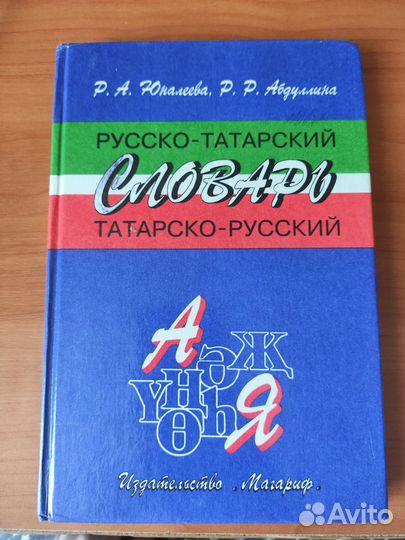 Р. А. Юналеева, Р. Р. Абдуллина
РУССКО-ТАТАРСКИЙ
СЛОВАРЬ
ТАТАРСКО-РУССКИЙ
А Ә Җ
Ү Ң Һ
Ө Я
Издательство „Магариф„
Avito